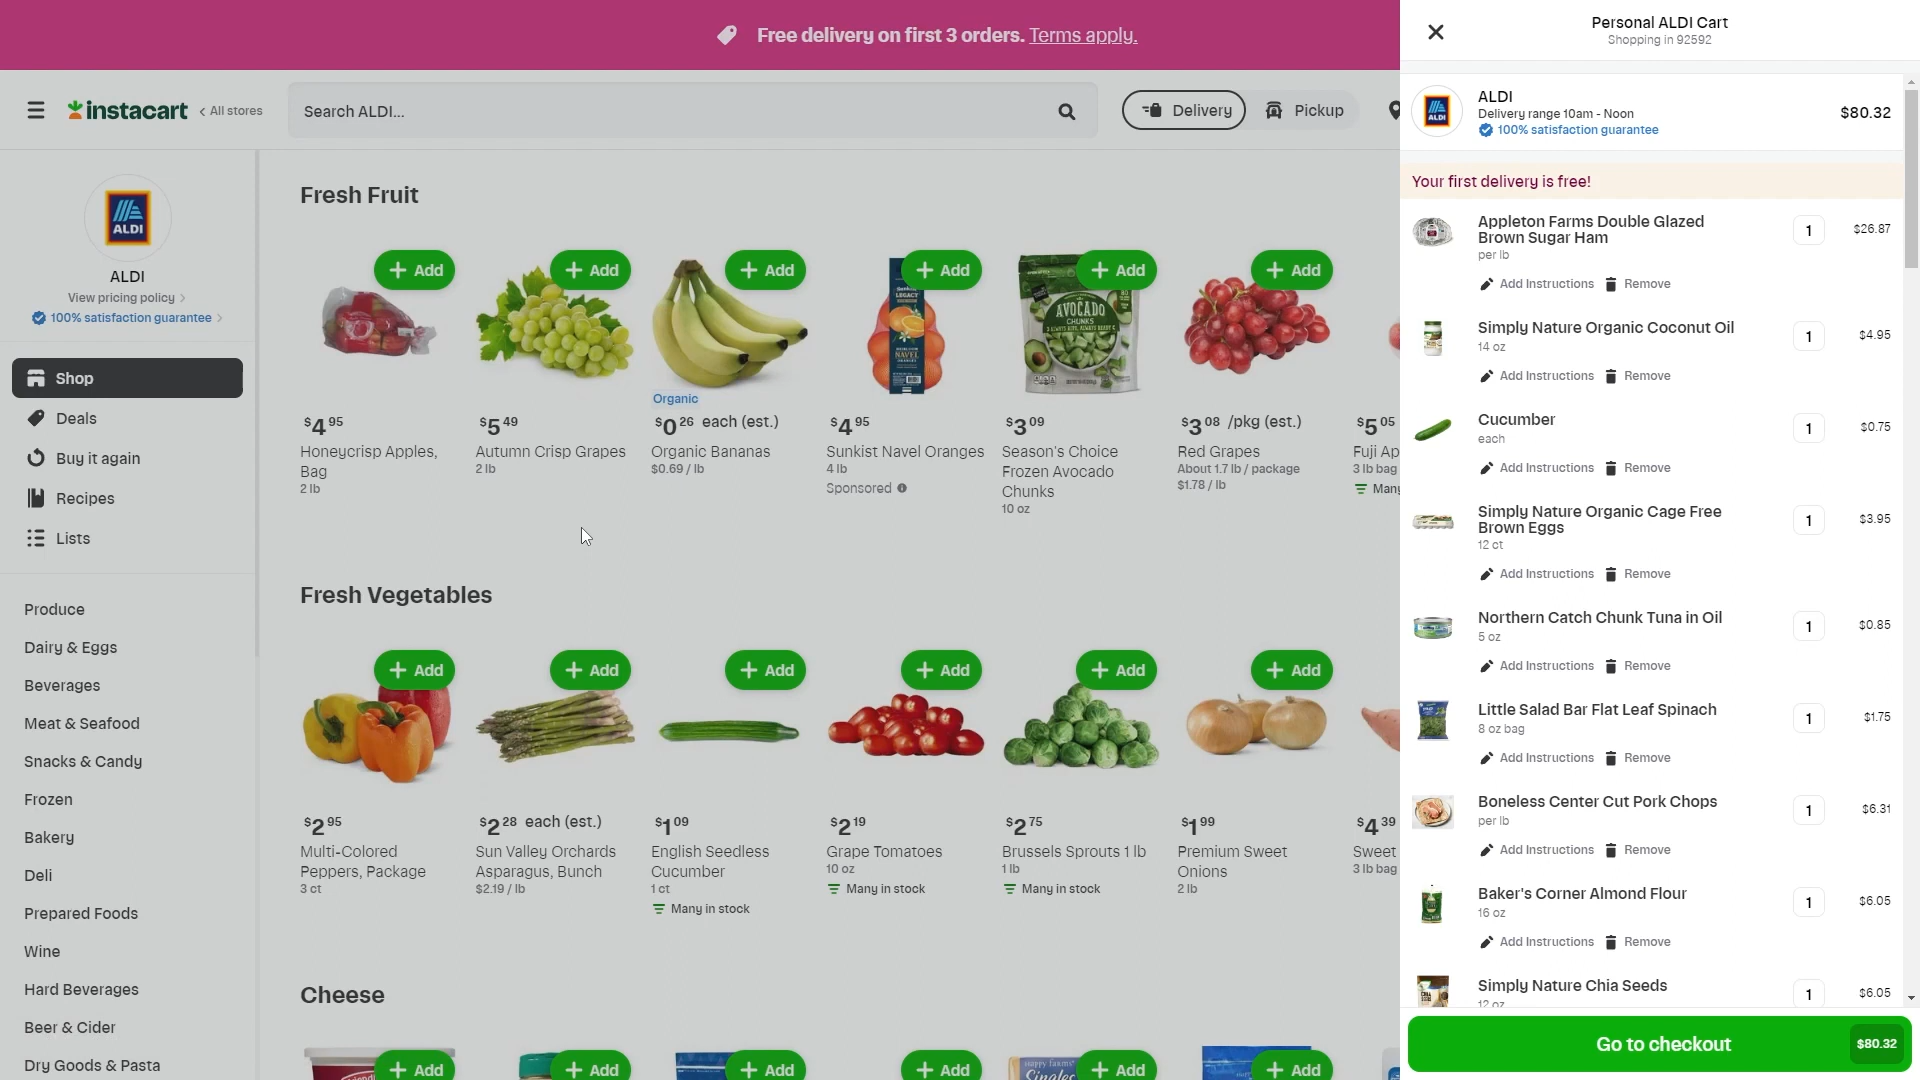 Free delivery on first 3 orders. Terms apply.
instacart
All stores
Search ALDI...
Delivery
Pickup
ALDI
ALDI
View pricing policy
100% satisfaction guarantee
Shop
Deals
Buy it again
Recipes
Lists
Produce
Dairy & Eggs
Beverages
Meat & Seafood
Snacks & Candy
Frozen
Bakery
Deli
Prepared Foods
Wine
Hard Beverages
Beer & Cider
Dry Goods & Pasta
Fresh Fruit
Add
$4 95
Honeycrisp Apples,
Bag
2 lb
Add
$5 49
Autumn Crisp Grapes
2 lb
Add
Organic
$0 26 each (est.)
Organic Bananas
$0.69 / lb
Add
LEGACY
NAVEL
$4 95
Sunkist Navel Oranges
4 lb
Sponsored
Add
AVOCADO
CHUNKS
$3 09
Season's Choice
Frozen Avocado
Chunks
10 oz
Add
$3 08 /pkg (est.)
Red Grapes
About 1.7 lb / package
$1.78 / lb
$5 05
Fuji Ap
3 lb bag
Many
Fresh Vegetables
Add
$2 95
Multi-Colored
Peppers, Package
3 ct
Add
$2 28 each (est.)
Sun Valley Orchards
Asparagus, Bunch
$2.19 / lb
Add
$1 09
English Seedless
Cucumber
1 ct
Many in stock
Add
$2 19
Grape Tomatoes
10 oz
Many in stock
Add
$2 75
Brussels Sprouts 1 lb
1 lb
Many in stock
Add
$1 99
Premium Sweet
Onions
2 lb
$4 39
Sweet
3 lb bag
Cheese
Add
Add
Add
Add
Happy Farms
Singles
Add
Add
Personal ALDI Cart
Shopping in 92592
ALDI
ALDI
Delivery range 10am - Noon
100% satisfaction guarantee
$80.32
Your first delivery is free!
Appleton Farms Double Glazed
Brown Sugar Ham
per lb
1
$26.87
Add Instructions Remove
Simply Nature Organic Coconut Oil
14 oz
1
$4.95
Add Instructions Remove
Cucumber
each
1
$0.75
Add Instructions Remove
Simply Nature Organic Cage Free
Brown Eggs
12 ct
1
$3.95
Add Instructions Remove
Northern Catch Chunk Tuna in Oil
5 oz
1
$0.85
Add Instructions Remove
Little Salad Bar Flat Leaf Spinach
8 oz bag
1
$1.75
Add Instructions Remove
Boneless Center Cut Pork Chops
per lb
1
$6.31
Add Instructions Remove
Baker's Corner Almond Flour
16 oz
1
$6.05
Add Instructions Remove
Simply Nature Chia Seeds
12 oz
1
$6.05
Go to checkout
$80.32